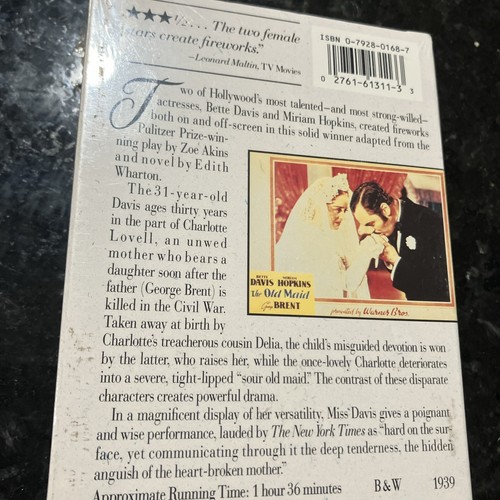 ★★★½... The two female
stars create fireworks."
–Leonard Maltin, TV Movies
ISBN 0-7928-0168-7
0 2761-61311-3 3
Two of Hollywood's most talented—and most strong-willed—
actresses, Bette Davis and Miriam Hopkins, created fireworks
both on and off-screen in this solid winner adapted from the
Pulitzer Prize-win-
ning play by Zoë Akins
and novel by Edith
Wharton.
The 31-year-old
Davis ages thirty years
in the part of Charlotte
Lovell, an unwed
mother who bears a
daughter soon after the
father (George Brent) is
killed in the Civil War.
Taken away at birth by
Charlotte's treacherous cousin Delia, the child's misguided devotion is won
by the latter, who raises her, while the once-lovely Charlotte deteriorates
into a severe, tight-lipped "sour old maid." The contrast of these disparate
characters creates powerful drama.
In a magnificent display of her versatility, Miss Davis gives a poignant
and wise performance, lauded by The New York Times as "hard on the sur-
face, yet communicating through it the deep tenderness, the hidden
anguish of the heart-broken mother."
Approximate Running Time: 1 hour 36 minutes B&W 1939
BETTE MIRIAM
DAVIS HOPKINS
The Old Maid
George BRENT
presented by Warner Bros.